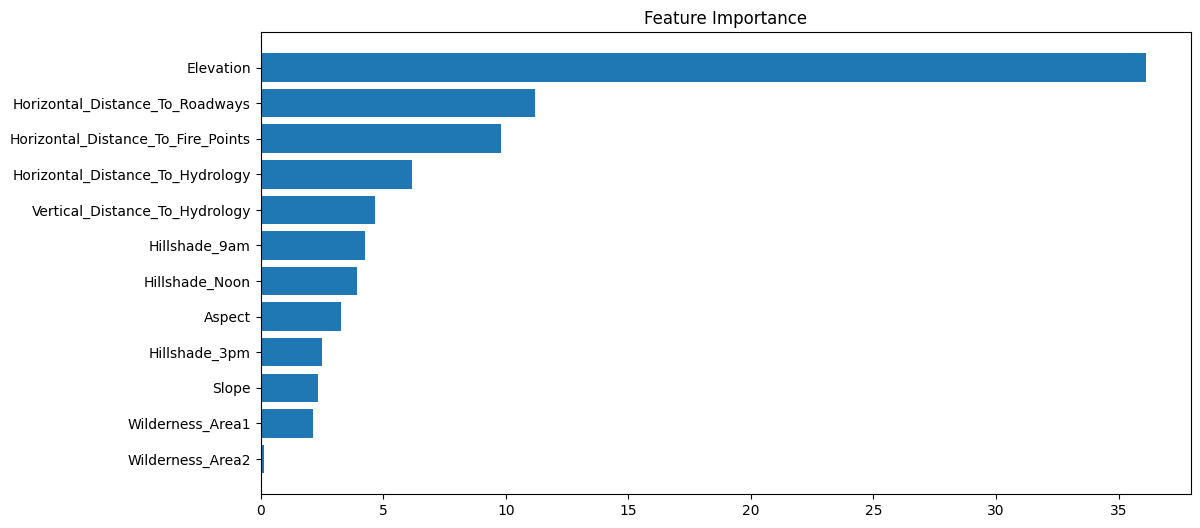 Feature Importance
Elevation
Horizontal_Distance_To_Roadways
Horizontal_Distance_To_Fire_Points
Horizontal_Distance_To_Hydrology
Vertical_Distance_To_Hydrology
Hillshade_9am
Hillshade_Noon
Aspect
Hillshade_3pm
Slope
Wilderness_Area1
Wilderness_Area2
0 5 10 15 20 25 30 35